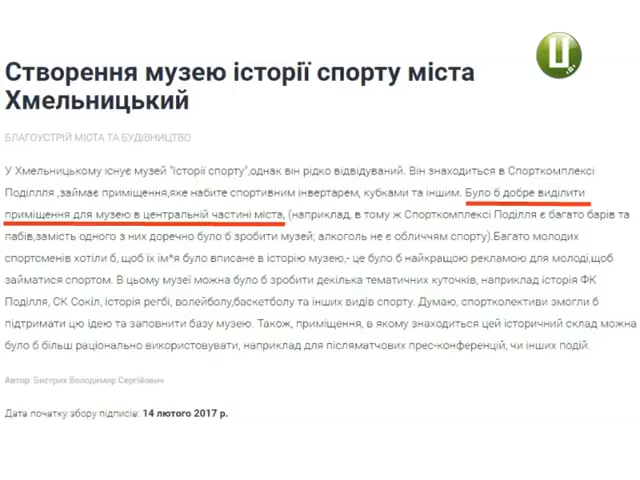 Ц
Створення музею історії спорту міста
Хмельницький
БЛАГОУСТРІЙ МІСТА ТА БУДІВНИЦТВО
У Хмельницькому існує музей "Історії спорту",однак він рідко відвідуваний. Він знаходиться в Спорткомплексі
Поділлля ,займає приміщення,яке набите спортивним інвертарем, кубками та іншим. Було б добре виділити
приміщення для музею в центральній частині міста, (наприклад, в тому ж Спорткомплексі Поділля є багато барів та
пабів,замість одного з них доречно було б зробити музей; алкоголь не є обличчям спорту).Багато молодих
спортсменів хотіли б, щоб їх ім*я було вписане в історію музею,- це було б найкращою рекламою для молоді,щоб
займатися спортом. В цьому музеї можна було б зробити декілька тематичних куточків, наприклад історія ФК
Поділля, СК Сокіл, історія регбі, волейболу,баскетболу та інших видів спорту. Думаю, спортколективи змогли б
підтримати цю ідею та заповнити базу музею. Також, приміщення, в якому знаходиться цей історичний склад можна
було б більш раціонально використовувати, наприклад для післяматчових прес-конференцій, чи інших подій.
Автор: Бистрих Володимир Сергійович
Дата початку збору підписів: 14 лютого 2017 р.